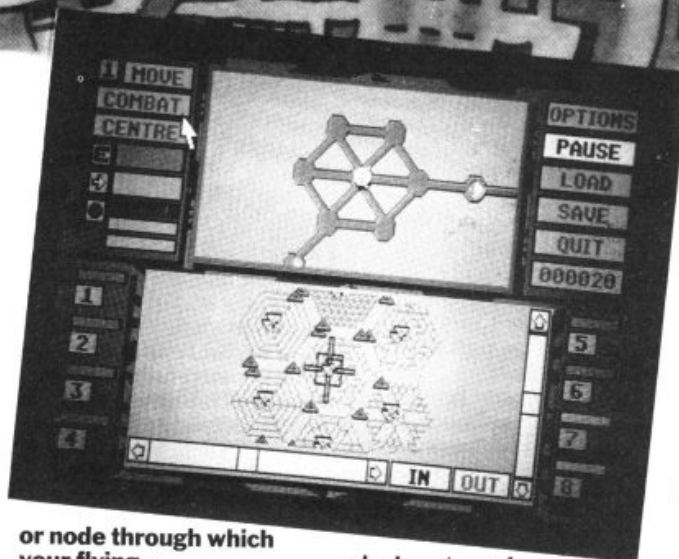 1 MOVE
COMBAT
CENTRE
E
OPTIONS
PAUSE
LOAD
SAVE
QUIT
000020
1
2
3
4
5
6
7
8
IN OUT
or node through which
your flying